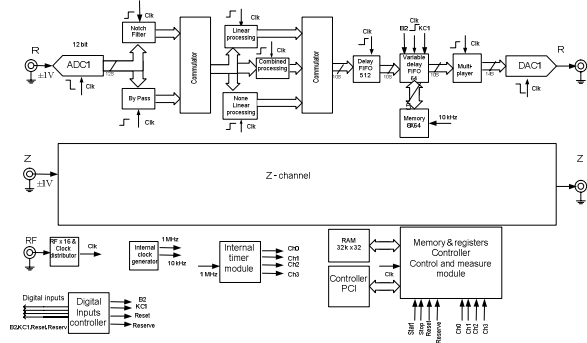 R
±1V
12 bit
ADC1
Clk
Notch
Filter
Clk
By Pass
Clk
Commutator
Linear
processing
Clk
Combined
processing
Clk
None
Linear
processing
Clk
Commutator
Clk
Delay
FIFO
512
B2
Clk
KC1
Variable
delay
FIFO
64
Memory
8K64
10 kHz
Clk
Mult-
player
14B
DAC1
Clk
R
Z
±1V
Z-channel
Z
RF
RF x 16 &
Clock
distributor
Clk
Internal
clock
generator
1 MHz
10 kHz
1 MHz
Internal
timer
module
Ch0
Ch1
Ch2
Ch3
RAM
32k x32
Controller
PCI
Clk
Memory & registers
Controller
Control and measure
module
Start
Stop
Reset
Reserve
Ch0
Ch1
Ch2
Ch3
Digital inputs
B2,KC1,Reset,Reserv
Digital
Inputs
controller
B2
KC1
Reset
Reserve